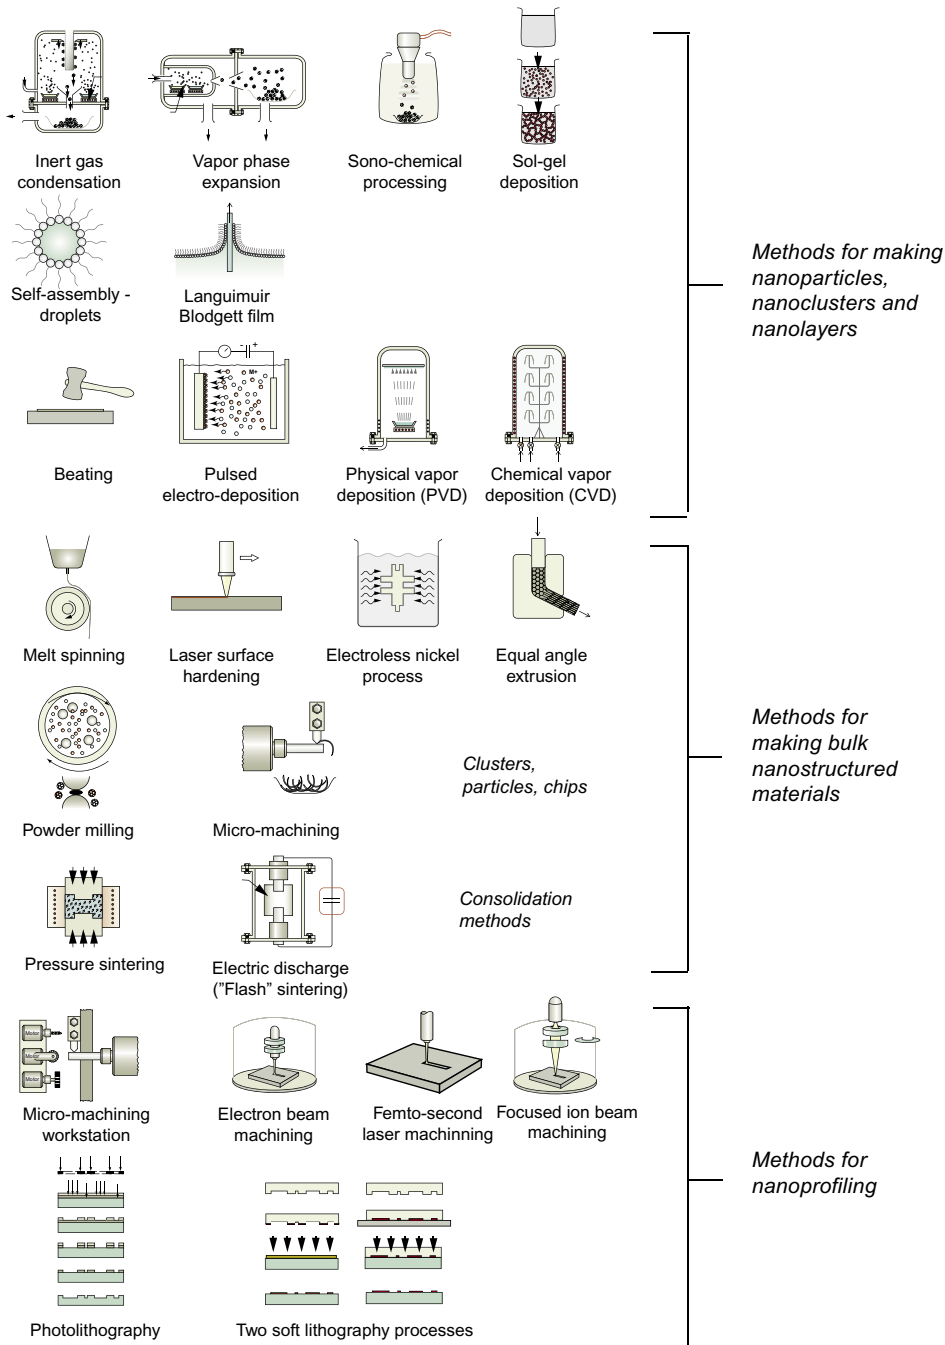 Inert gas
condensation
Vapor phase
expansion
Sono-chemical
processing
Sol-gel
deposition
Self-assembly -
droplets
Languimuir
Blodgett film
Methods for making
nanoparticles,
nanoclusters and
nanolayers
- +
M+
Beating
Pulsed
electro-deposition
Physical vapor
deposition (PVD)
Chemical vapor
deposition (CVD)
Melt spinning
Laser surface
hardening
Electroless nickel
process
Equal angle
extrusion
Methods for
making bulk
nanostructured
materials
Clusters,
particles, chips
Powder milling
Micro-machining
Consolidation
methods
Pressure sintering
Electric discharge
(”Flash” sintering)
Motor
Motor
Motor
Micro-machining
workstation
Electron beam
machining
Femto-second
laser machinning
Focused ion beam
machining
Methods for
nanoprofiling
Photolithography
Two soft lithography processes